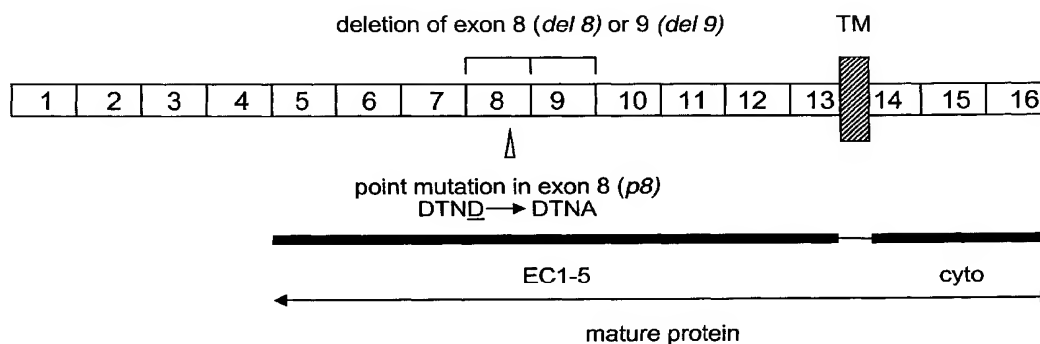 deletion of exon 8 (del 8) or 9 (del 9) TM
1 2 3 4 5 6 7 8 9 10 11 12 13 14 15 16
point mutation in exon 8 (p8)
DTND → DTNA
EC1-5 cyto
mature protein